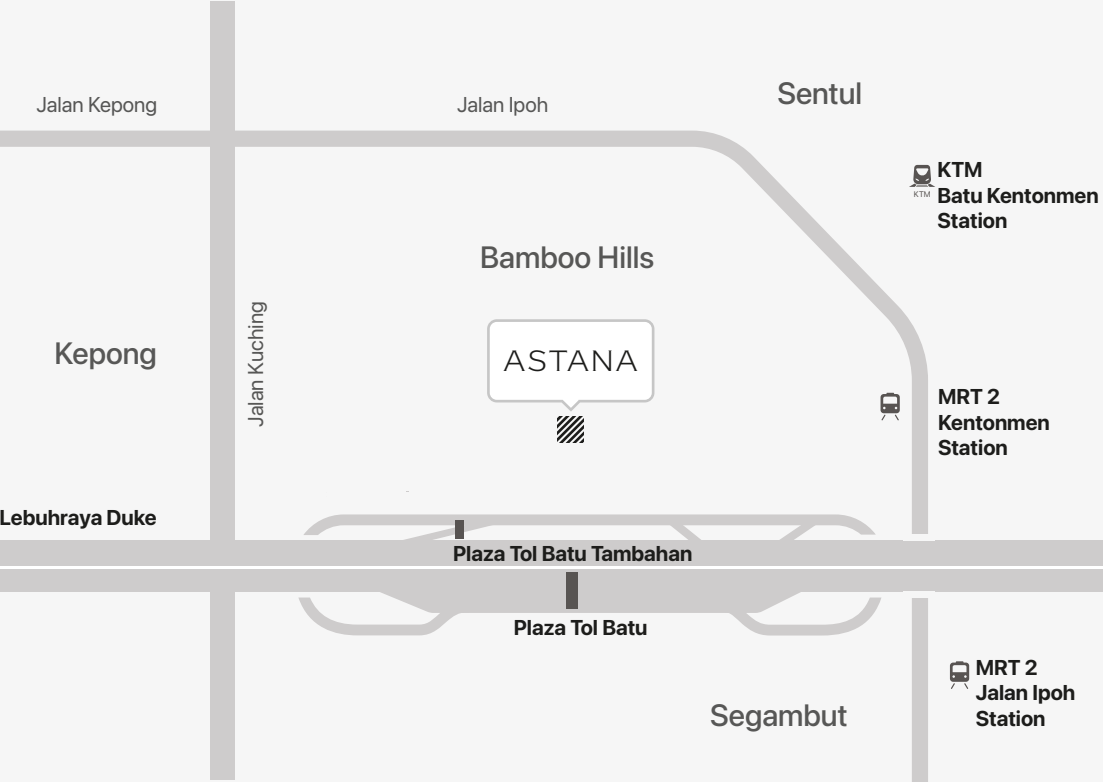 Sentul
Jalan Kepong
Jalan Ipoh
KTM
KTM
Batu Kentonmen
Station
Bamboo Hills
Jalan Kuching
Kepong
ASTANA
MRT 2
Kentonmen
Station
Lebuhraya Duke
Plaza Tol Batu Tambahan
Plaza Tol Batu
MRT 2
Jalan Ipoh
Station
Segambut